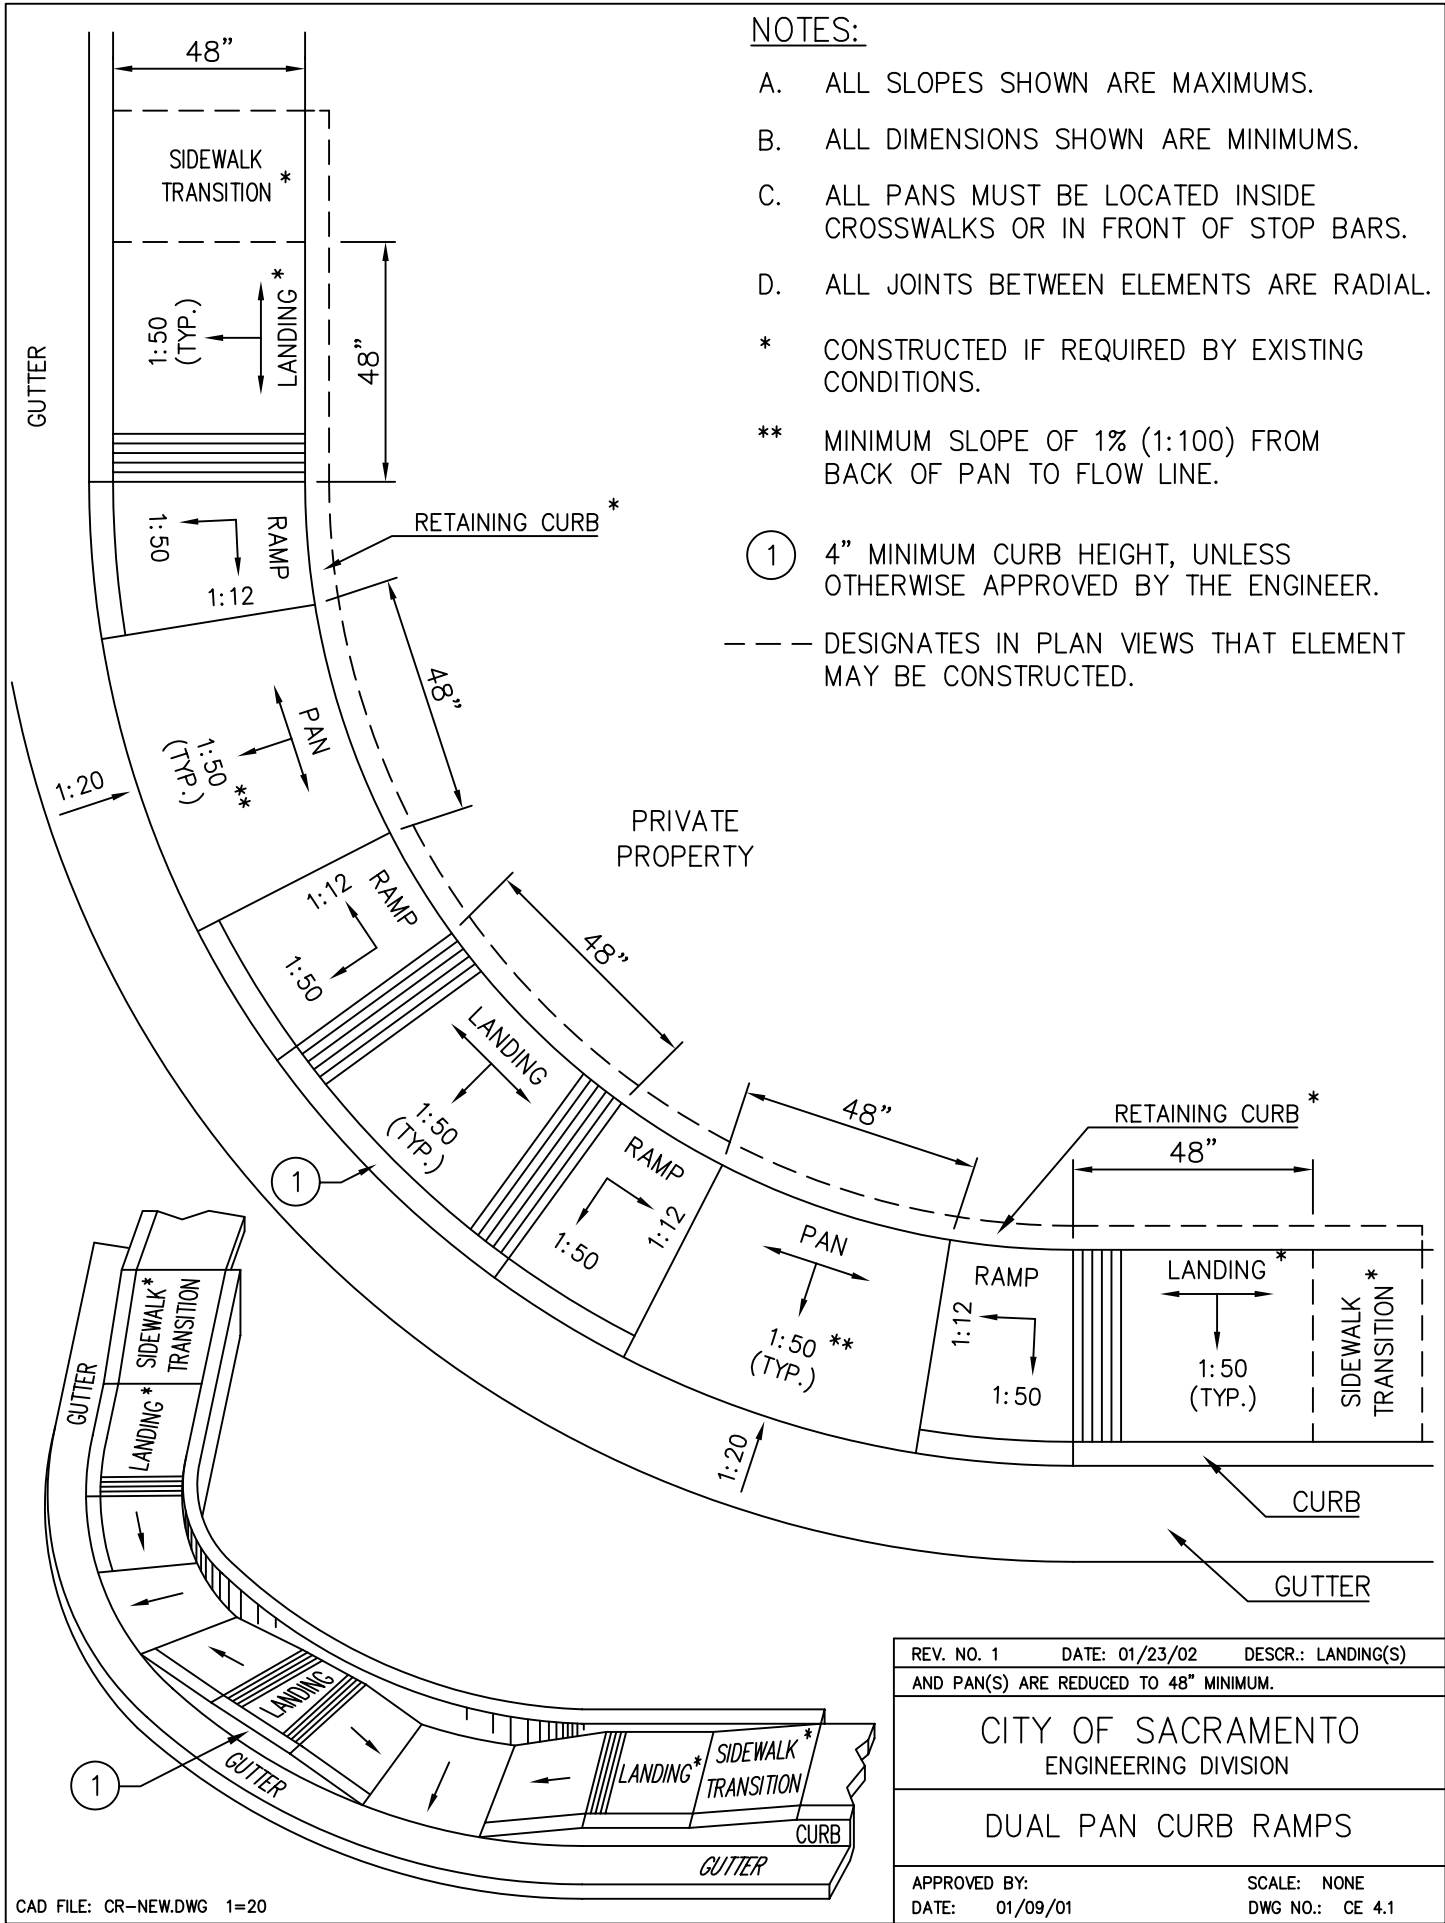 NOTES:
A. ALL SLOPES SHOWN ARE MAXIMUMS.
B. ALL DIMENSIONS SHOWN ARE MINIMUMS.
C. ALL PANS MUST BE LOCATED INSIDE
CROSSWALKS OR IN FRONT OF STOP BARS.
D. ALL JOINTS BETWEEN ELEMENTS ARE RADIAL.
* CONSTRUCTED IF REQUIRED BY EXISTING
CONDITIONS.
** MINIMUM SLOPE OF 1% (1:100) FROM
BACK OF PAN TO FLOW LINE.
1 4" MINIMUM CURB HEIGHT, UNLESS
OTHERWISE APPROVED BY THE ENGINEER.
DESIGNATES IN PLAN VIEWS THAT ELEMENT
MAY BE CONSTRUCTED.
48"
SIDEWALK
TRANSITION *
LANDING *
1:50
(TYP.)
48"
GUTTER
RETAINING CURB *
RAMP
1:50
1:12
48"
PAN
1:50 **
(TYP.)
1:20
PRIVATE
PROPERTY
RAMP
1:12
1:50
48"
LANDING
1:50
(TYP.)
1
RAMP
1:12
1:50
48"
PAN
1:50 **
(TYP.)
1:20
RETAINING CURB *
48"
RAMP
1:12
1:50
LANDING *
1:50
(TYP.)
SIDEWALK *
TRANSITION
CURB
GUTTER
SIDEWALK *
TRANSITION
GUTTER
LANDING *
LANDING
1
GUTTER
LANDING *
SIDEWALK *
TRANSITION
CURB
GUTTER
REV. NO. 1 DATE: 01/23/02 DESCR.: LANDING(S)
AND PAN(S) ARE REDUCED TO 48" MINIMUM.
CITY OF SACRAMENTO
ENGINEERING DIVISION
DUAL PAN CURB RAMPS
APPROVED BY: SCALE: NONE
DATE: 01/09/01 DWG NO.: CE 4.1
CAD FILE: CR-NEW.DWG 1=20